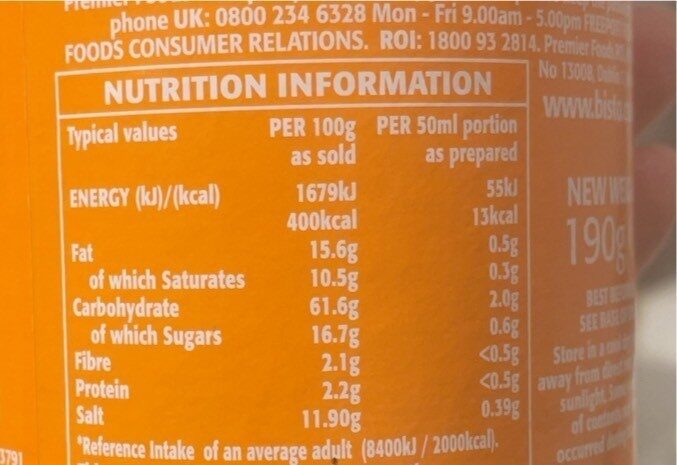 phone UK: 0800 234 6328 Mon - Fri 9.00am - 5.00pm
FOODS CONSUMER RELATIONS. ROI: 1800 93 2814. Premier Foods
No 13008,
www.bisto
NUTRITION INFORMATION
Typical values PER 100g PER 50ml portion
as sold as prepared
ENERGY (kJ)/(kcal) 1679kJ 55kJ
400kcal 13kcal
Fat 15.6g 0.5g
of which Saturates 10.5g 0.3g
Carbohydrate 61.6g 2.0g
of which Sugars 16.7g 0.6g
Fibre 2.1g <0.5g
Protein 2.2g <0.5g
Salt 11.90g 0.39g
*Reference Intake of an average adult (8400kJ / 2000kcal).
NEW
190g
BEST
SEE
Store in a
away from
sunlight,
of
occurred
3791